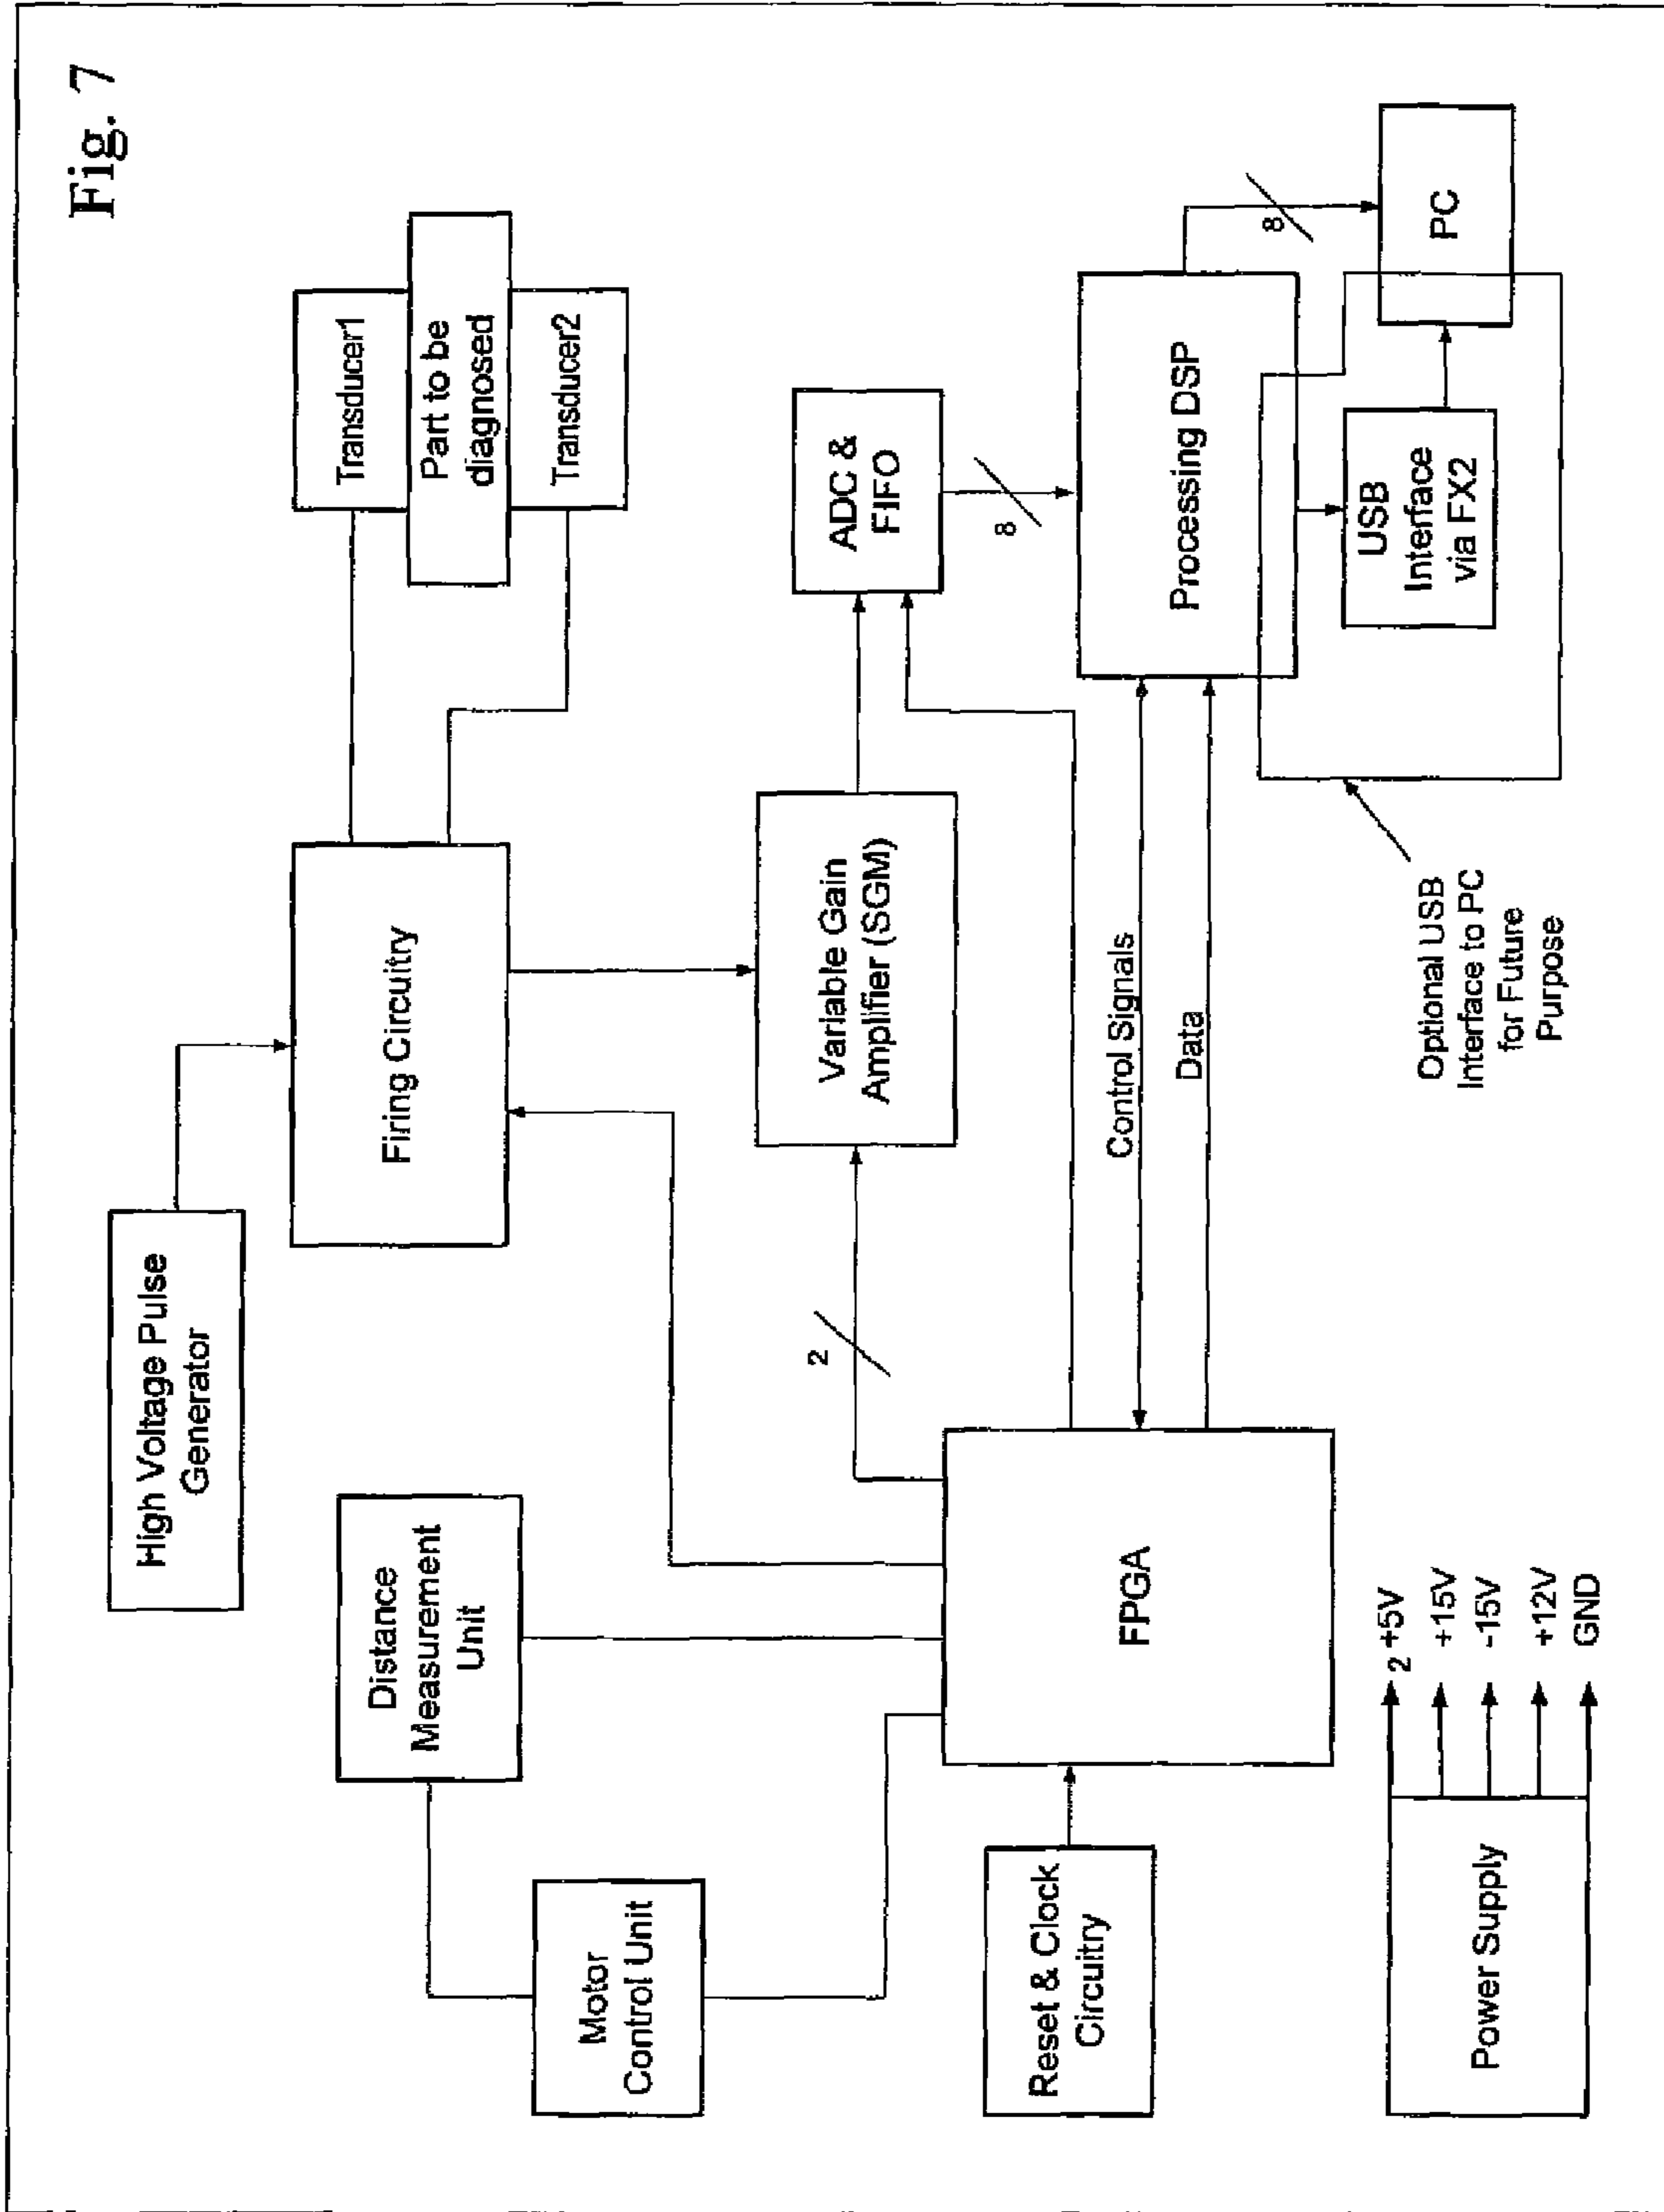 Fig. 7
High Voltage Pulse
Generator
Transducer1
Part to be
diagnosed
Transducer2
Firing Circuitry
Distance
Measurement
Unit
Motor
Control Unit
2
Variable Gain
Amplifier (SGM)
ADC &
FIFO
8
Reset & Clock
Circuitry
FPGA
Control Signals
Data
Processing DSP
8
USB
Interface
via FX2
PC
Optional USB
Interface to PC
for Future
Purpose
Power Supply
2 +5V
+15V
-15V
+12V
GND